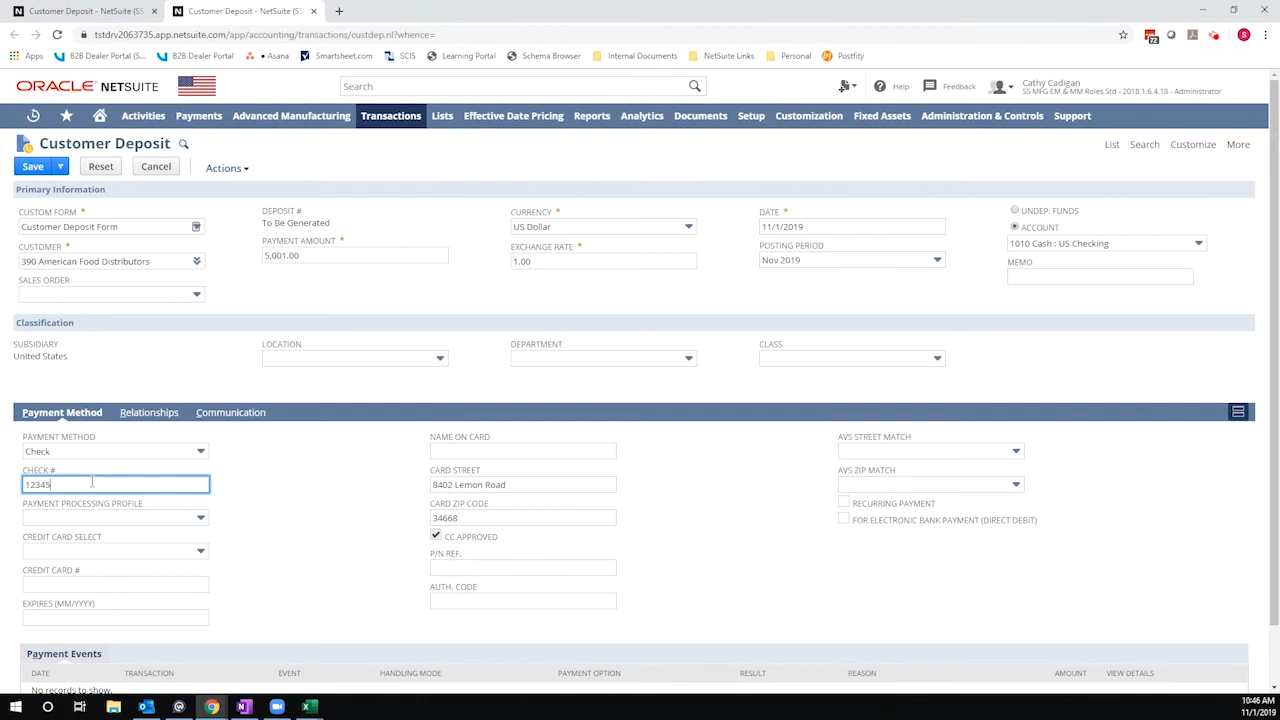 Customer Deposit - NetSuite (SS
Customer Deposit - NetSuite (SS
tstdrv2063735.app.netsuite.com/app/accounting/transactions/custdep.nl?whence=
Apps
B2B Dealer Portal (S...
B2B Dealer Portal
Asana
Smartsheet.com
SCIS
Learning Portal
Schema Browser
Internal Documents
NetSuite Links
Personal
Postfity
72
S
ORACLE NETSUITE
Search
Help
Feedback
Cathy Cadigan
SS MFG EM & MM Roles Std - 2018.1.6.4.18 - Administrator
Activities Payments Advanced Manufacturing Transactions Lists Effective Date Pricing Reports Analytics Documents Setup Customization Fixed Assets Administration & Controls Support
Customer Deposit
List Search Customize More
Save Reset Cancel Actions
Primary Information
CUSTOM FORM *
Customer Deposit Form
CUSTOMER *
390 American Food Distributors
SALES ORDER
DEPOSIT #
To Be Generated
PAYMENT AMOUNT *
5,001.00
CURRENCY *
US Dollar
EXCHANGE RATE *
1.00
DATE *
11/1/2019
POSTING PERIOD
Nov 2019
UNDEP. FUNDS
ACCOUNT
1010 Cash : US Checking
MEMO
Classification
SUBSIDIARY
United States
LOCATION
DEPARTMENT
CLASS
Payment Method Relationships Communication
PAYMENT METHOD
Check
CHECK #
12345
PAYMENT PROCESSING PROFILE
CREDIT CARD SELECT
CREDIT CARD #
EXPIRES (MM/YYYY)
NAME ON CARD
CARD STREET
8402 Lemon Road
CARD ZIP CODE
34668
CC APPROVED
P/N REF.
AUTH. CODE
AVS STREET MATCH
AVS ZIP MATCH
RECURRING PAYMENT
FOR ELECTRONIC BANK PAYMENT (DIRECT DEBIT)
Payment Events
DATE TRANSACTION EVENT HANDLING MODE PAYMENT OPTION RESULT REASON AMOUNT VIEW DETAILS
No records to show.
10:46 AM
11/1/2019